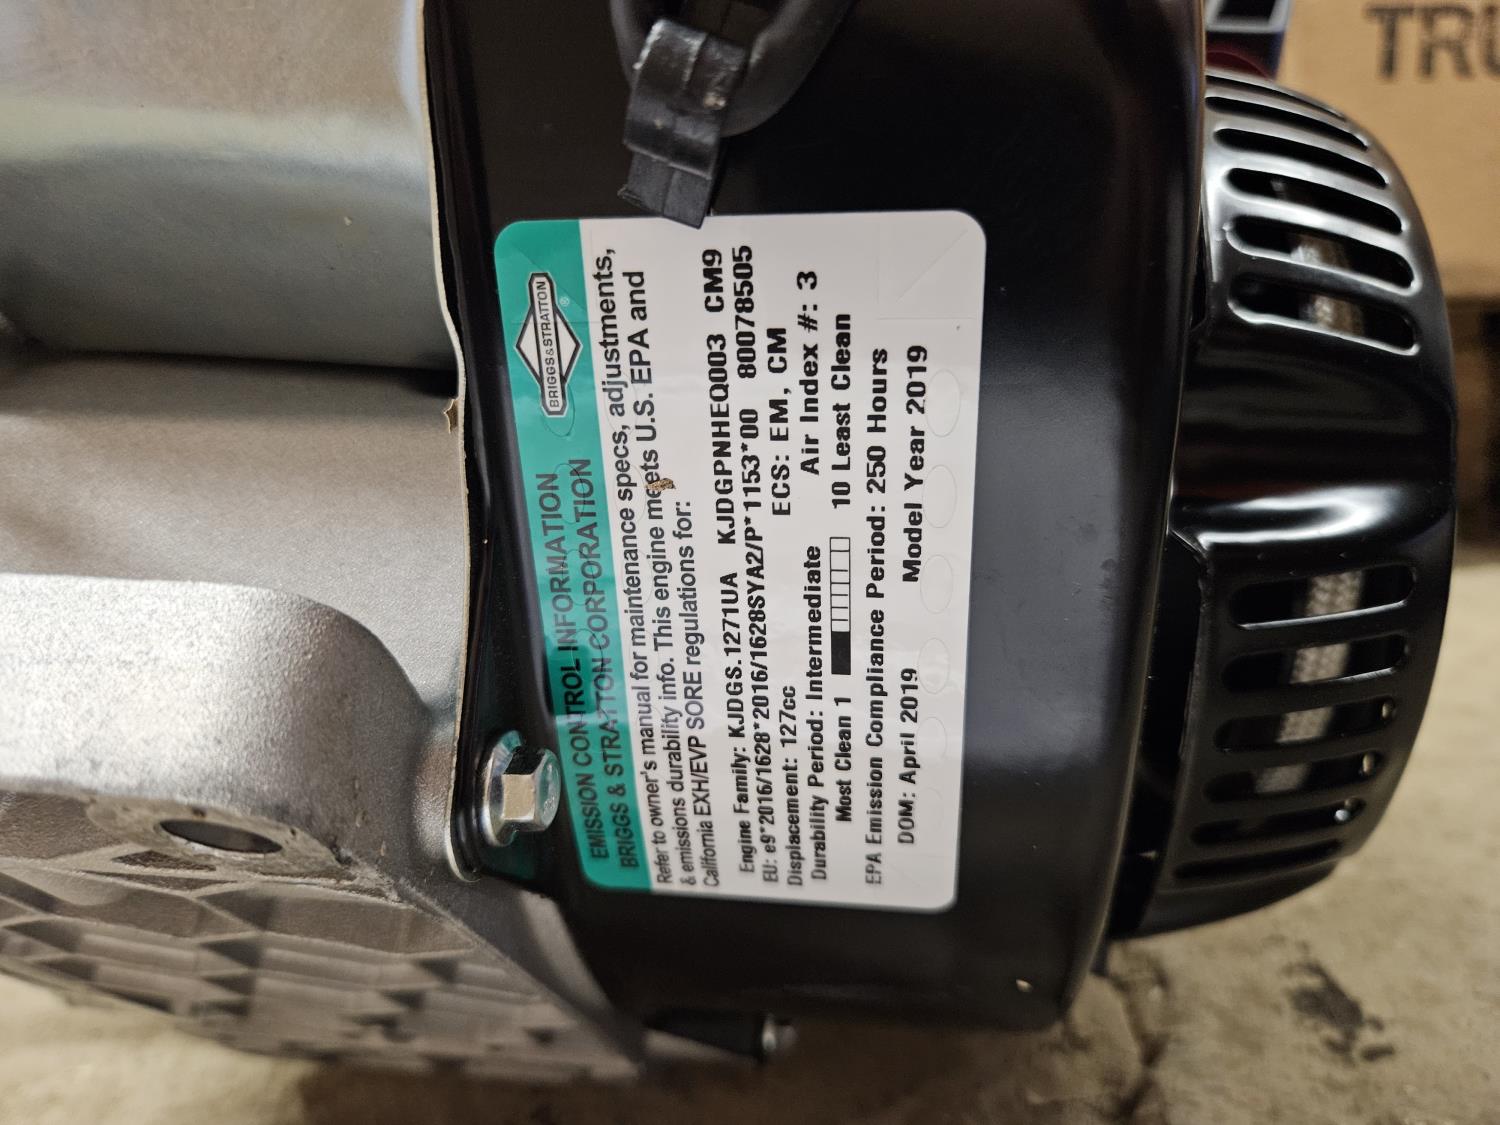 BRIGGS&STRATTON
®
EMISSION CONTROL INFORMATION
BRIGGS & STRATTON CORPORATION
Refer to owner's manual for maintenance specs, adjustments,
& emissions durability info. This engine meets U.S. EPA and
California EXH/EVP SORE regulations for:
Engine Family: KJDGS.1271UA KJDGPNHEQ003 CM9
EU: e9*2016/1628*2016/1628SYA2/P*1153*00 80078505
Displacement: 127cc ECS: EM, CM
Durability Period: Intermediate Air Index #: 3
Most Clean 1 10 Least Clean
EPA Emission Compliance Period: 250 Hours
DOM: April 2019 Model Year 2019